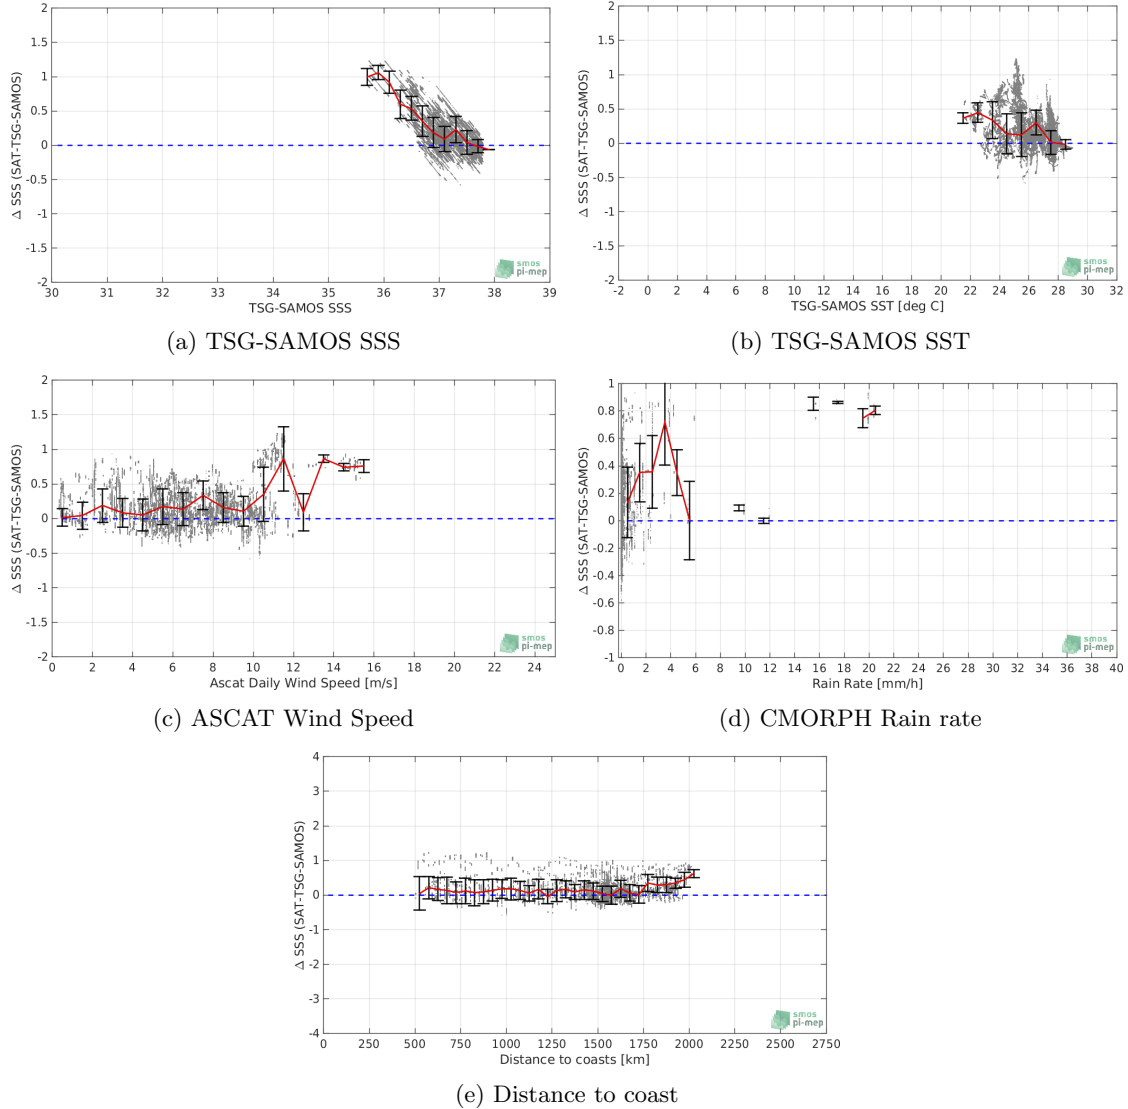 2
1.5
1
0.5
0
-0.5
-1
-1.5
-2
Δ SSS (SAT-TSG-SAMOS)
30 31 32 33 34 35 36 37 38 39
TSG-SAMOS SSS
smos
pi-mep
(a) TSG-SAMOS SSS
2
1.5
1
0.5
0
-0.5
-1
-1.5
-2
Δ SSS (SAT-TSG-SAMOS)
-2 0 2 4 6 8 10 12 14 16 18 20 22 24 26 28 30 32
TSG-SAMOS SST [deg C]
smos
pi-mep
(b) TSG-SAMOS SST
2
1.5
1
0.5
0
-0.5
-1
-1.5
-2
Δ SSS (SAT-TSG-SAMOS)
0 2 4 6 8 10 12 14 16 18 20 22 24
Ascat Daily Wind Speed [m/s]
smos
pi-mep
(c) ASCAT Wind Speed
1
0.8
0.6
0.4
0.2
0
-0.2
-0.4
-0.6
-0.8
-1
Δ SSS (SAT-TSG-SAMOS)
0 2 4 6 8 10 12 14 16 18 20 22 24 26 28 30 32 34 36 38 40
Rain Rate [mm/h]
smos
pi-mep
(d) CMORPH Rain rate
4
3
2
1
0
-1
-2
-3
-4
Δ SSS (SAT-TSG-SAMOS)
0 250 500 750 1000 1250 1500 1750 2000 2250 2500 2750
Distance to coasts [km]
smos
pi-mep
(e) Distance to coast